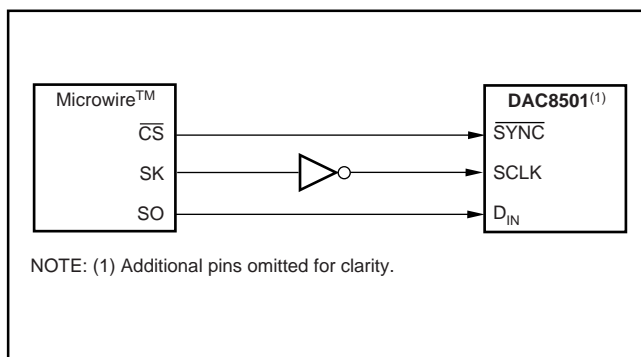 Microwire™
DAC8501(1)
CS
SYNC
SK
SCLK
SO
DIN
NOTE: (1) Additional pins omitted for clarity.